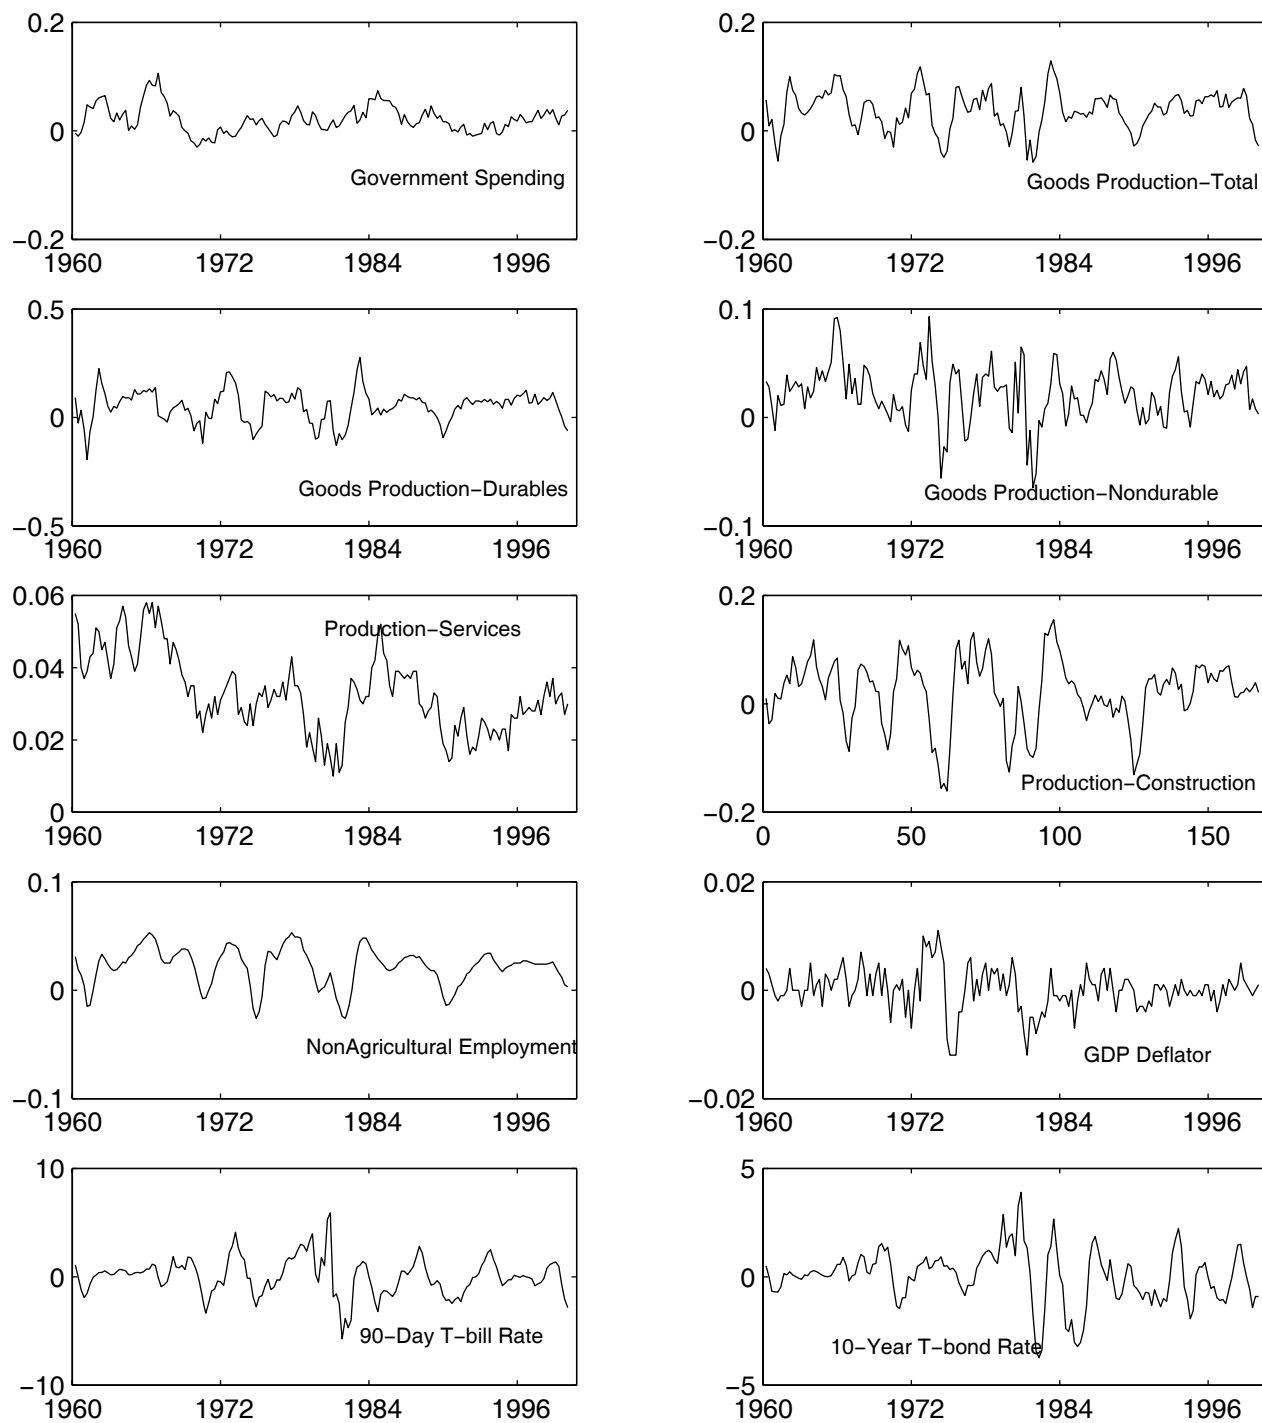 0.2
0
−0.2
1960 1972 1984 1996
Government Spending
0.2
0
−0.2
1960 1972 1984 1996
Goods Production−Total
0.5
0
−0.5
1960 1972 1984 1996
Goods Production−Durables
0.1
0
−0.1
1960 1972 1984 1996
Goods Production−Nondurable
0.06
0.04
0.02
0
1960 1972 1984 1996
Production−Services
0.2
0
−0.2
0 50 100 150
Production−Construction
0.1
0
−0.1
1960 1972 1984 1996
NonAgricultural Employment
0.02
0
−0.02
1960 1972 1984 1996
GDP Deflator
10
0
−10
1960 1972 1984 1996
90−Day T−bill Rate
5
0
−5
1960 1972 1984 1996
10−Year T−bond Rate